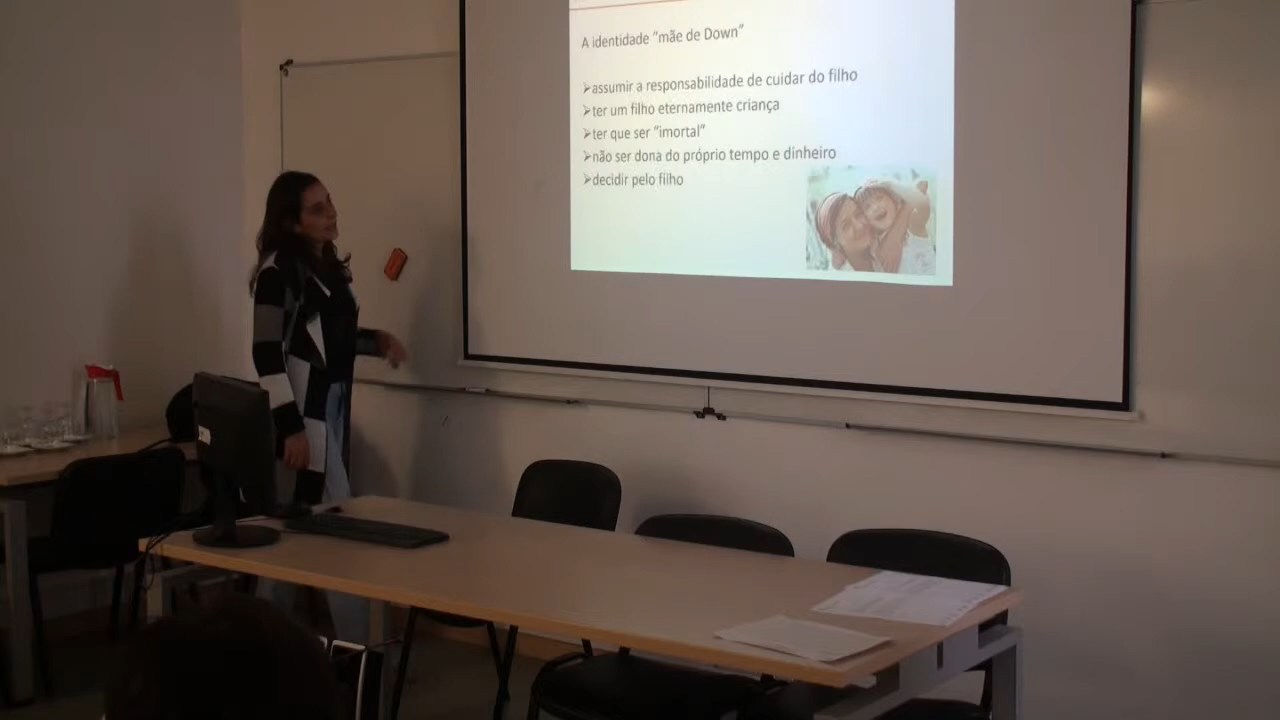 A identidade “mãe de Down”
➢assumir a responsabilidade de cuidar do filho
➢ter um filho eternamente criança
➢ter que ser “imortal”
➢não ser dona do próprio tempo e dinheiro
➢decidir pelo filho